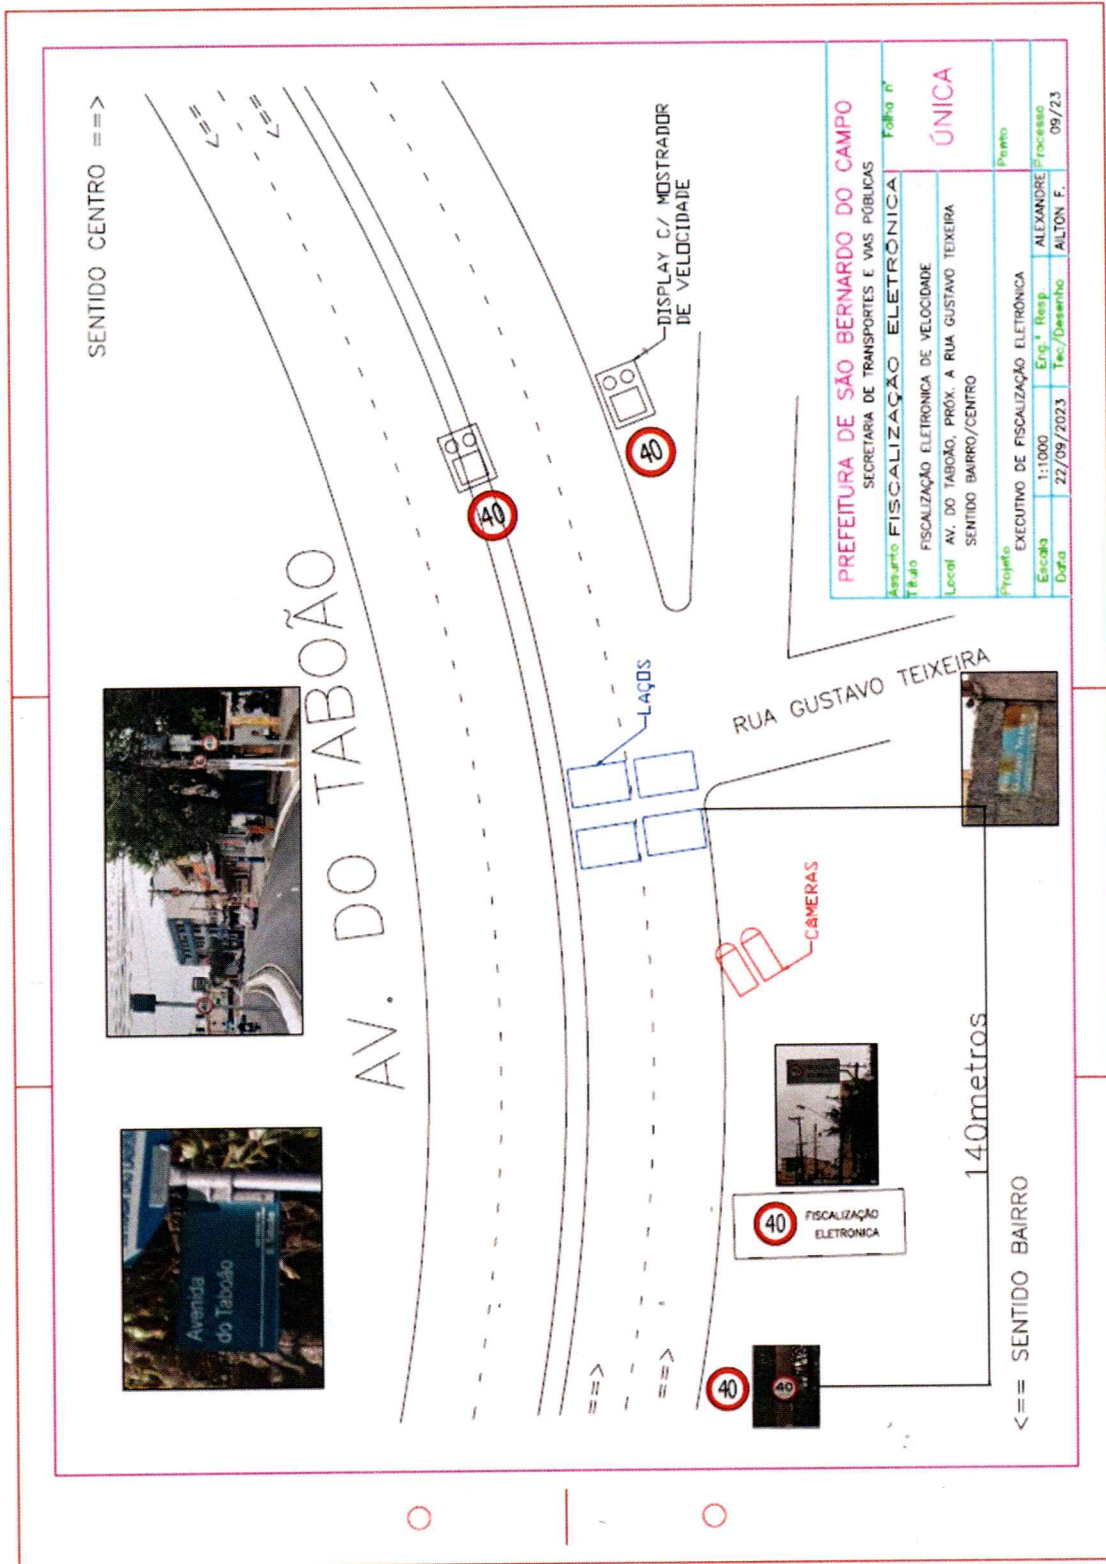 SENTIDO CENTRO ==>
<==
<==
Avenida
do Taboão
AV. DO TABOÃO
40
DISPLAY C/ MOSTRADOR
DE VELOCIDADE
40
LAÇOS
RUA GUSTAVO TEIXEIRA
CÂMERAS
==>
==>
40
FISCALIZAÇÃO
ELETRONICA
40
40
140metros
<== SENTIDO BAIRRO
PREFEITURA DE SÃO BERNARDO DO CAMPO
SECRETARIA DE TRANSPORTES E VIAS PÚBLICAS
Assunto FISCALIZAÇÃO ELETRÔNICA
Folha nº
ÚNICA
Título
FISCALIZAÇÃO ELETRONICA DE VELOCIDADE
Local AV. DO TABOÃO, PRÓX. A RUA GUSTAVO TEIXEIRA
SENTIDO BAIRRO/CENTRO
Projeto
EXECUTIVO DE FISCALIZAÇÃO ELETRÔNICA
Ponto
Escala 1:1000 Eng.º Resp. ALEXANDRE Processo
Data 22/09/2023 Tec/Desenho AILTON F. 09/23